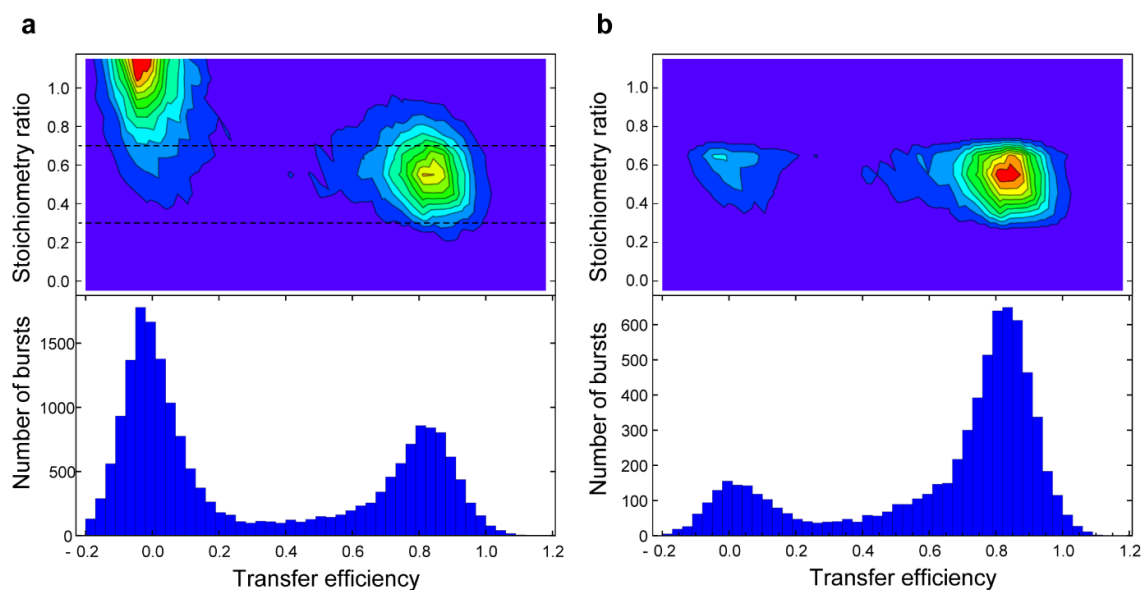 a
b
Stoichiometry ratio
1.0
0.8
0.6
0.4
0.2
0.0
Stoichiometry ratio
1.0
0.8
0.6
0.4
0.2
0.0
Number of bursts
1500
1000
500
0
Number of bursts
600
500
400
300
200
100
0
- 0.2 0.0 0.2 0.4 0.6 0.8 1.0 1.2
Transfer efficiency
- 0.2 0.0 0.2 0.4 0.6 0.8 1.0 1.2
Transfer efficiency